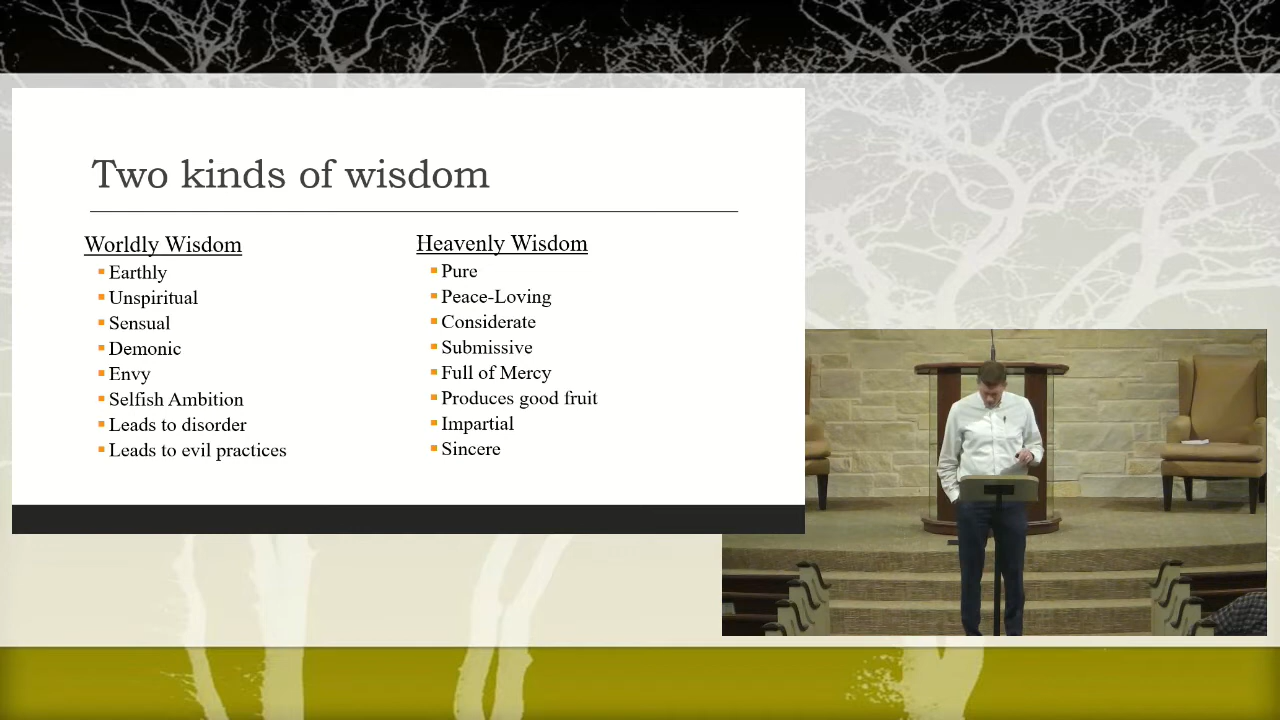 Two kinds of wisdom
Worldly Wisdom
Earthly
Unspiritual
Sensual
Demonic
Envy
Selfish Ambition
Leads to disorder
Leads to evil practices
Heavenly Wisdom
Pure
Peace-Loving
Considerate
Submissive
Full of Mercy
Produces good fruit
Impartial
Sincere